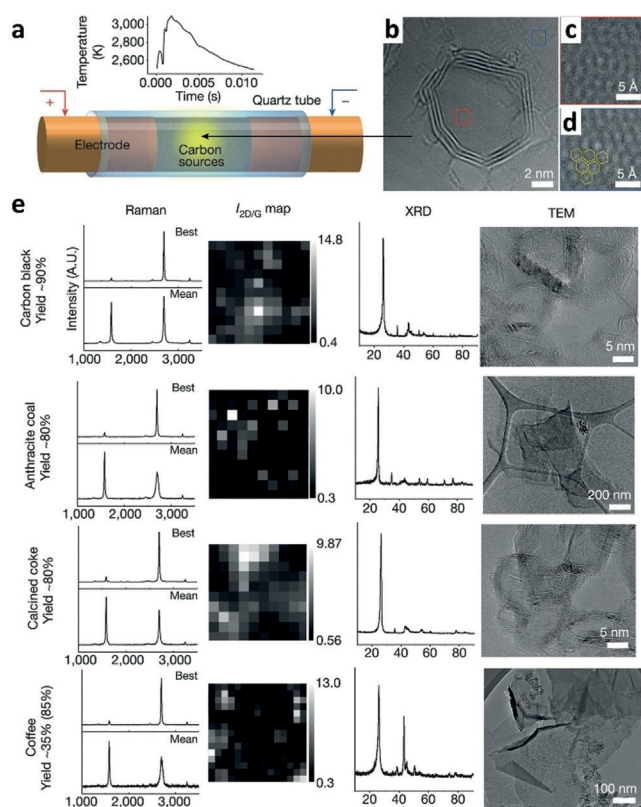 a
Temperature
(K)
3,000
2,800
2,600
0.000
0.005
0.010
Time (s)
Quartz tube
+
−
Electrode
Carbon
sources
b
2 nm
c
5 Å
d
5 Å
e
Raman
I2D/G map
XRD
TEM
Carbon black
Yield ~90%
Intensity (A.U.)
Best
Mean
1,000
2,000
3,000
14.8
0.4
20
40
60
80
5 nm
Anthracite coal
Yield ~80%
Best
Mean
1,000
2,000
3,000
10.0
0.3
20
40
60
80
200 nm
Calcined coke
Yield ~80%
Best
Mean
1,000
2,000
3,000
9.87
0.56
20
40
60
80
5 nm
Coffee
Yield ~35% (85%)
Best
Mean
1,000
2,000
3,000
13.0
0.3
20
40
60
80
100 nm